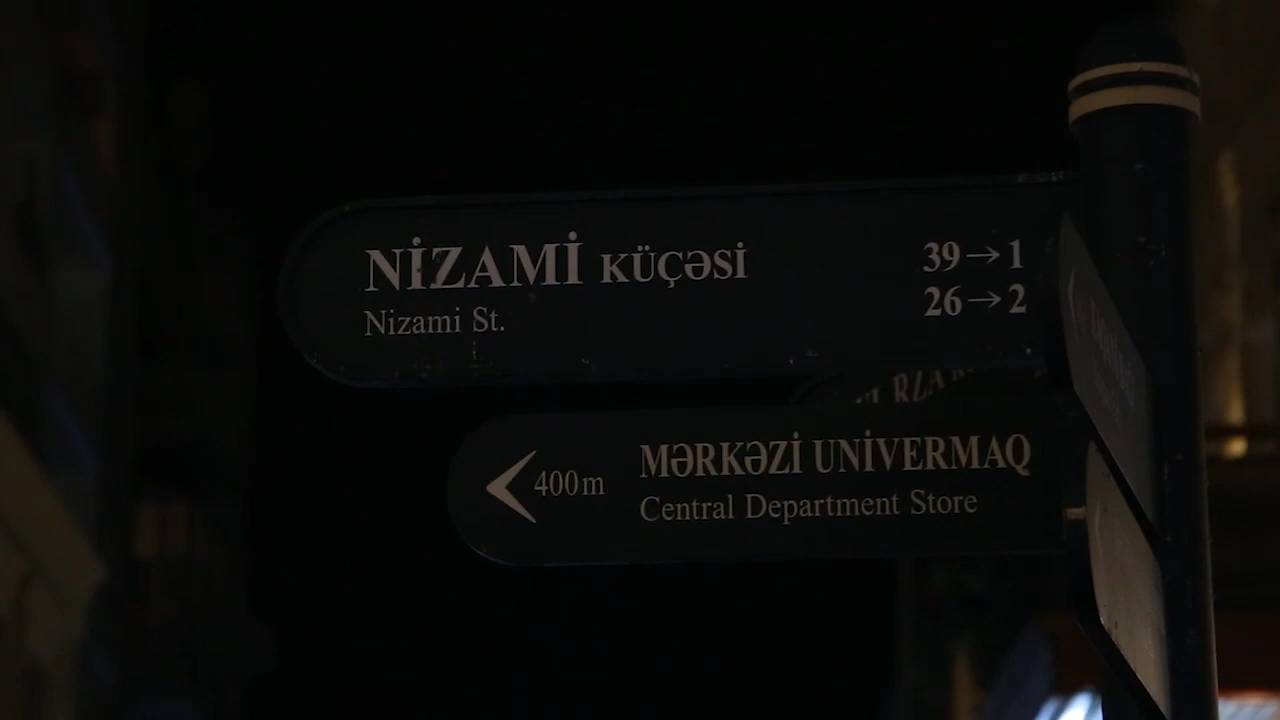 NİZAMİ KÜÇƏSİ
Nizami St.
39→1
26→2
400m
MƏRKƏZİ UNİVERMAQ
Central Department Store